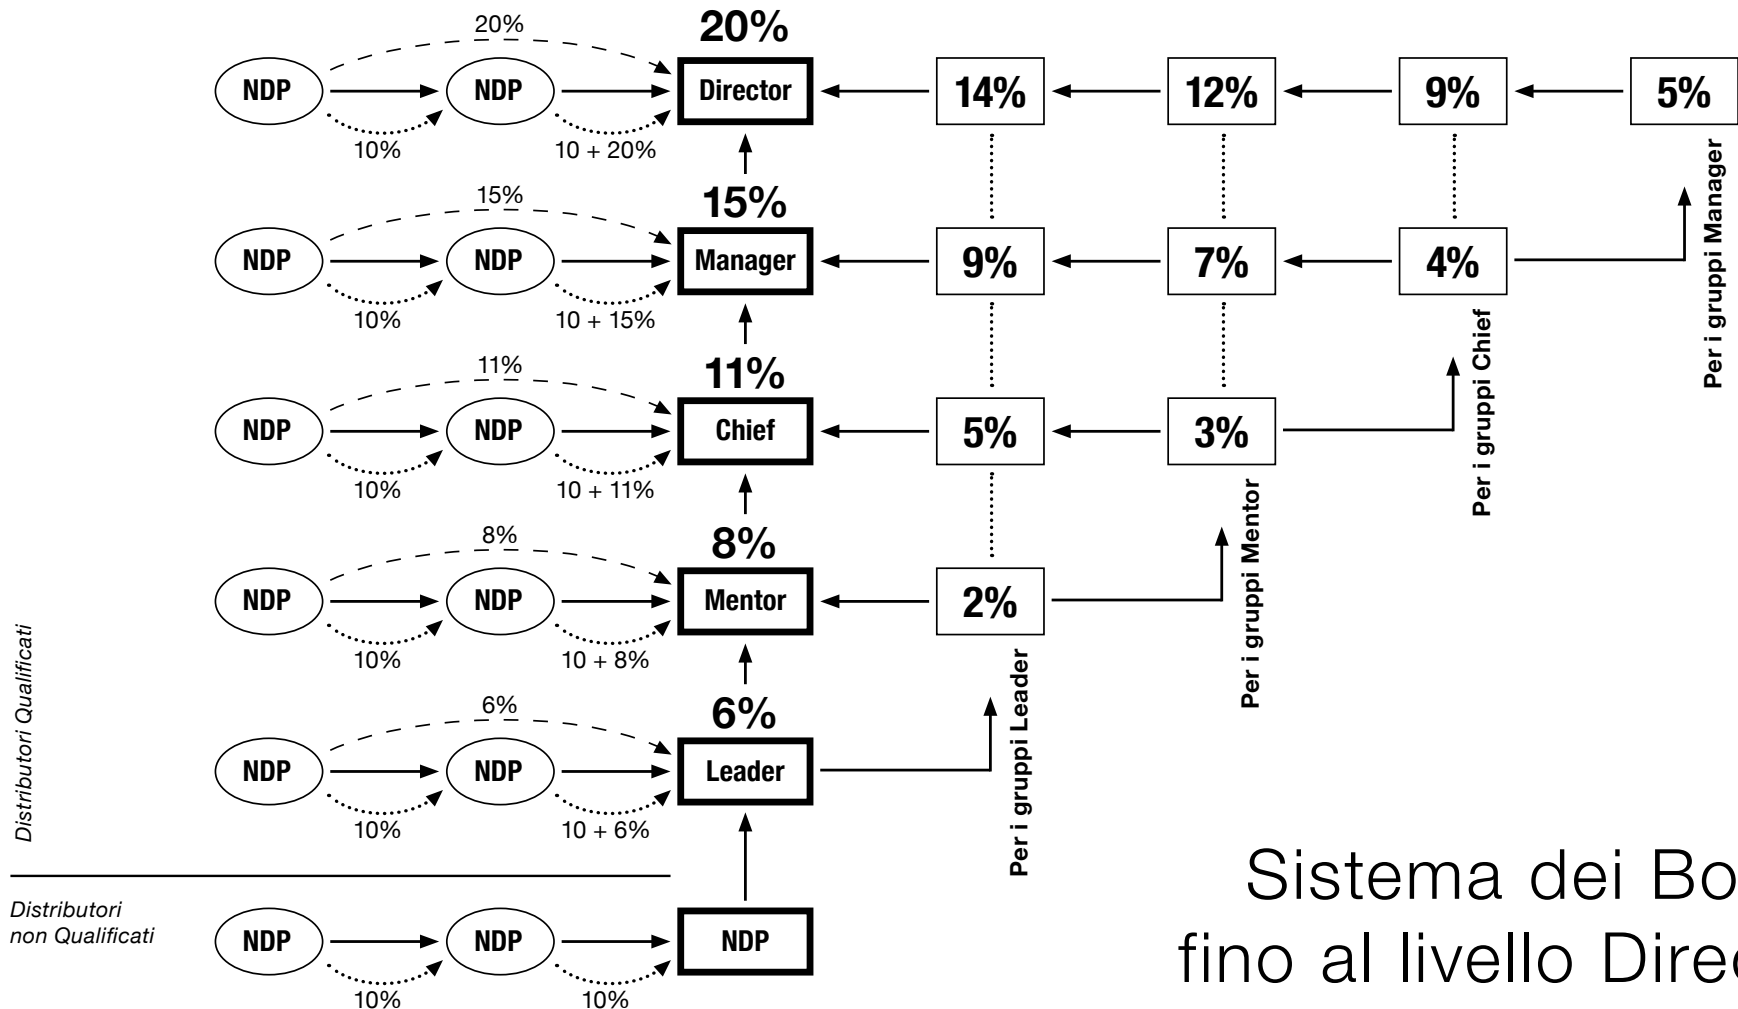 20%
20%
NDP
NDP
Director
14%
12%
9%
5%
10%
10 + 20%
15%
15%
NDP
NDP
Manager
9%
7%
4%
Per i gruppi Manager
10%
10 + 15%
11%
11%
NDP
NDP
Chief
5%
3%
Per i gruppi Chief
10%
10 + 11%
8%
8%
NDP
NDP
Mentor
2%
Per i gruppi Mentor
10%
10 + 8%
6%
6%
NDP
NDP
Leader
Per i gruppi Leader
10%
10 + 6%
Distributori Qualificati
Distributori
non Qualificati
NDP
NDP
NDP
10%
10%
Sistema dei Bo
fino al livello Direc